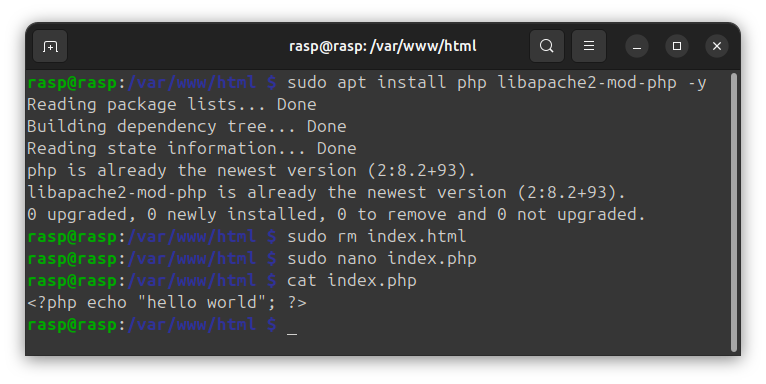 rasp@rasp: /var/www/html
rasp@rasp:/var/www/html $ sudo apt install php libapache2-mod-php -y
Reading package lists... Done
Building dependency tree... Done
Reading state information... Done
php is already the newest version (2:8.2+93).
libapache2-mod-php is already the newest version (2:8.2+93).
0 upgraded, 0 newly installed, 0 to remove and 0 not upgraded.
rasp@rasp:/var/www/html $ sudo rm index.html
rasp@rasp:/var/www/html $ sudo nano index.php
rasp@rasp:/var/www/html $ cat index.php
<?php echo "hello world"; ?>
rasp@rasp:/var/www/html $ _